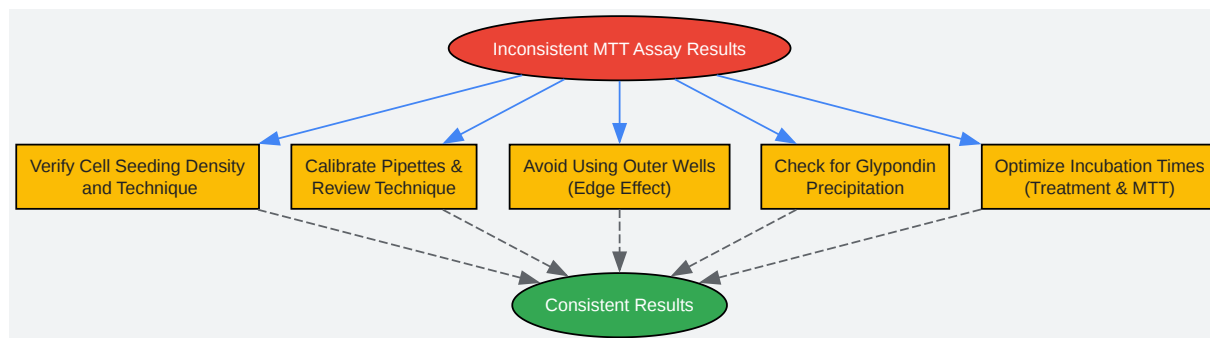 Inconsistent MTT Assay Results
Verify Cell Seeding Density
and Technique
Calibrate Pipettes &
Review Technique
Avoid Using Outer Wells
(Edge Effect)
Check for Glypondin
Precipitation
Optimize Incubation Times
(Treatment & MTT)
Consistent Results